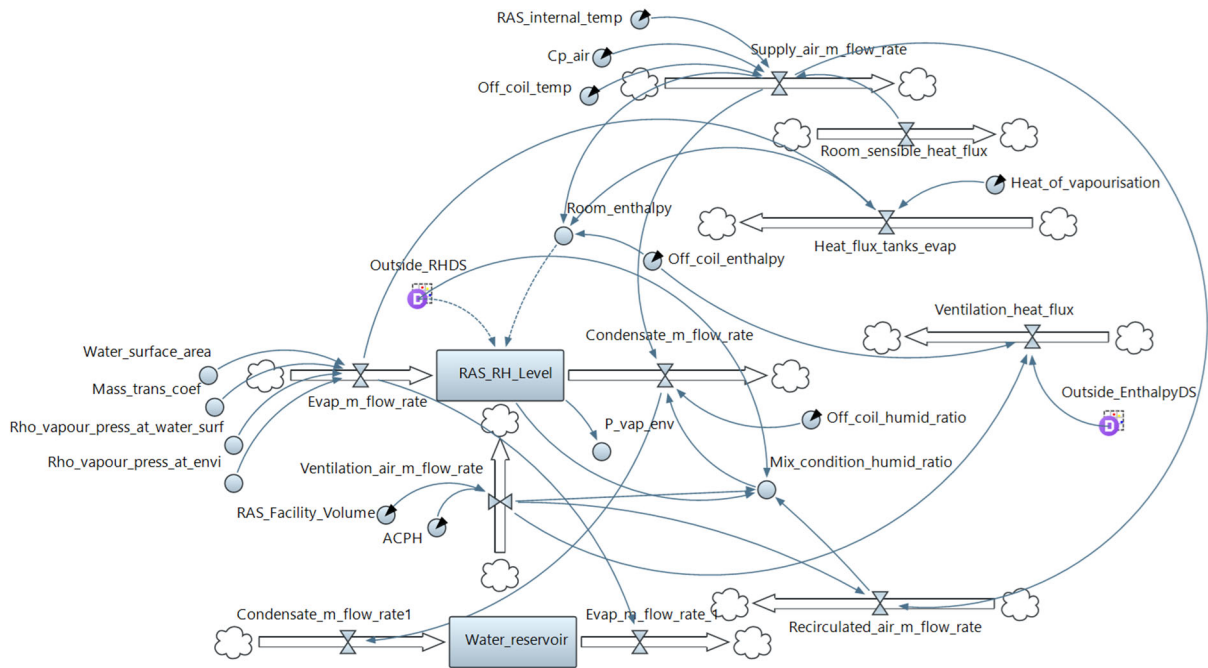 RAS_internal_temp
Supply_air_m_flow_rate
Cp_air
Off_coil_temp
Room_sensible_heat_flux
Heat_of_vapourisation
Room_enthalpy
Heat_flux_tanks_evap
Off_coil_enthalpy
Outside_RHDS
D
Ventilation_heat_flux
Condensate_m_flow_rate
Water_surface_area
RAS_RH_Level
Mass_trans_coef
Evap_m_flow_rate
Outside_EnthalpyDS
D
Off_coil_humid_ratio
P_vap_env
Rho_vapour_press_at_water_surf
Rho_vapour_press_at_envi
Mix_condition_humid_ratio
Ventilation_air_m_flow_rate
RAS_Facility_Volume
ACPH
Condensate_m_flow_rate1
Evap_m_flow_rate_1
Recirculated_air_m_flow_rate
Water_reservoir